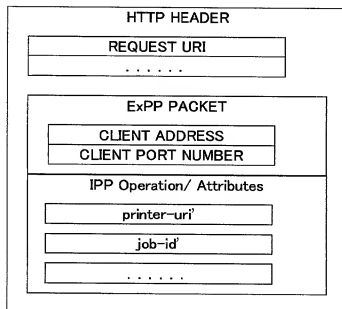 HTTP HEADER
REQUEST URI
. . . . . .
ExPP PACKET
CLIENT ADDRESS
CLIENT PORT NUMBER
IPP Operation/ Attributes
printer-uri'
job-id'
. . . . . .